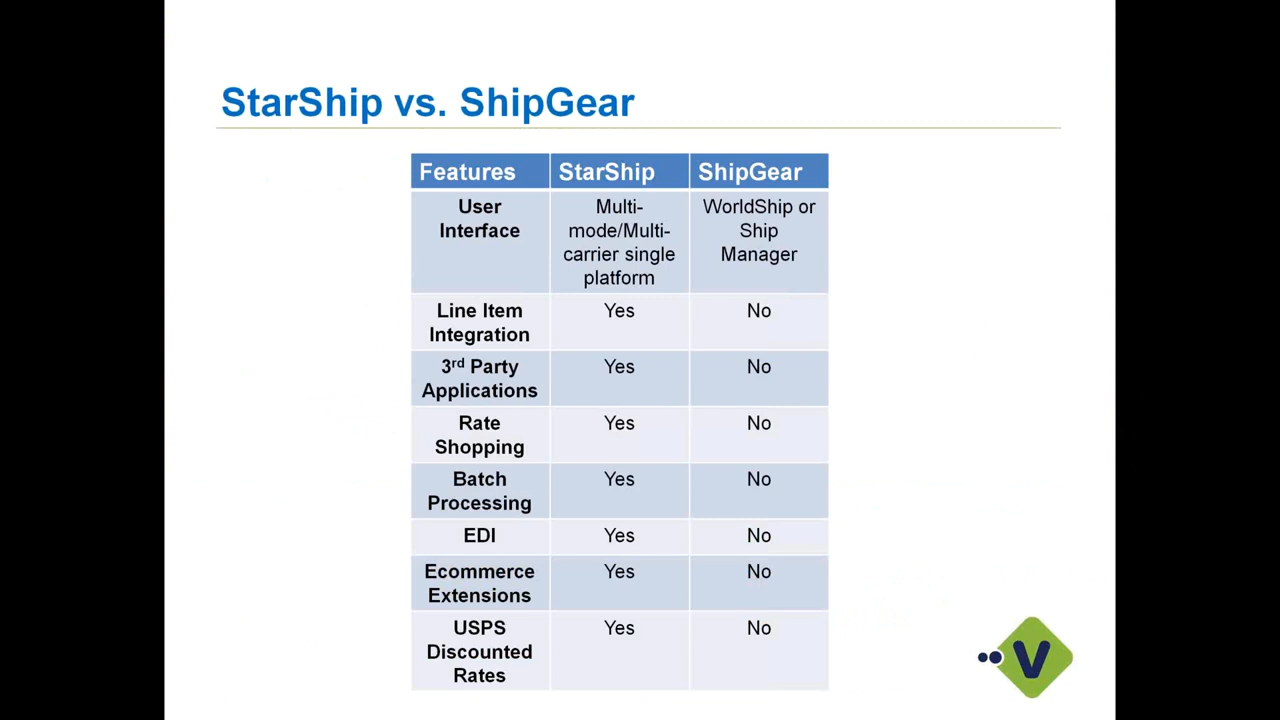 StarShip vs. ShipGear
Features StarShip ShipGear
User Interface Multi-mode/Multi-carrier single platform WorldShip or Ship Manager
Line Item Integration Yes No
3rd Party Applications Yes No
Rate Shopping Yes No
Batch Processing Yes No
EDI Yes No
Ecommerce Extensions Yes No
USPS Discounted Rates Yes No
V